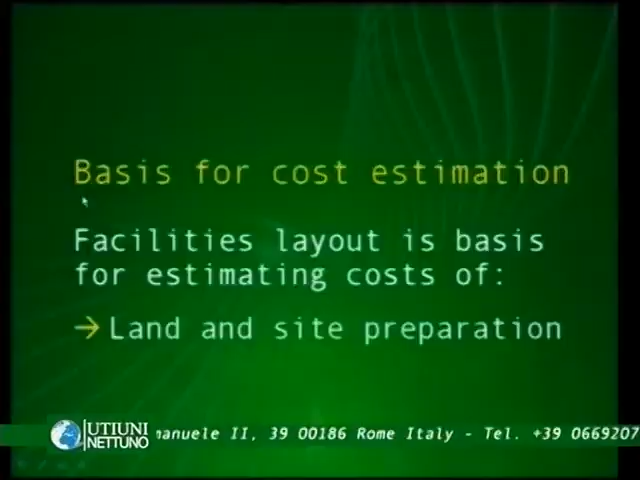 Basis for cost estimation
Facilities layout is basis
for estimating costs of:
→ Land and site preparation
UTIUNI
NETTUNO
manuele II, 39 00186 Rome Italy - Tel. +39 0669207